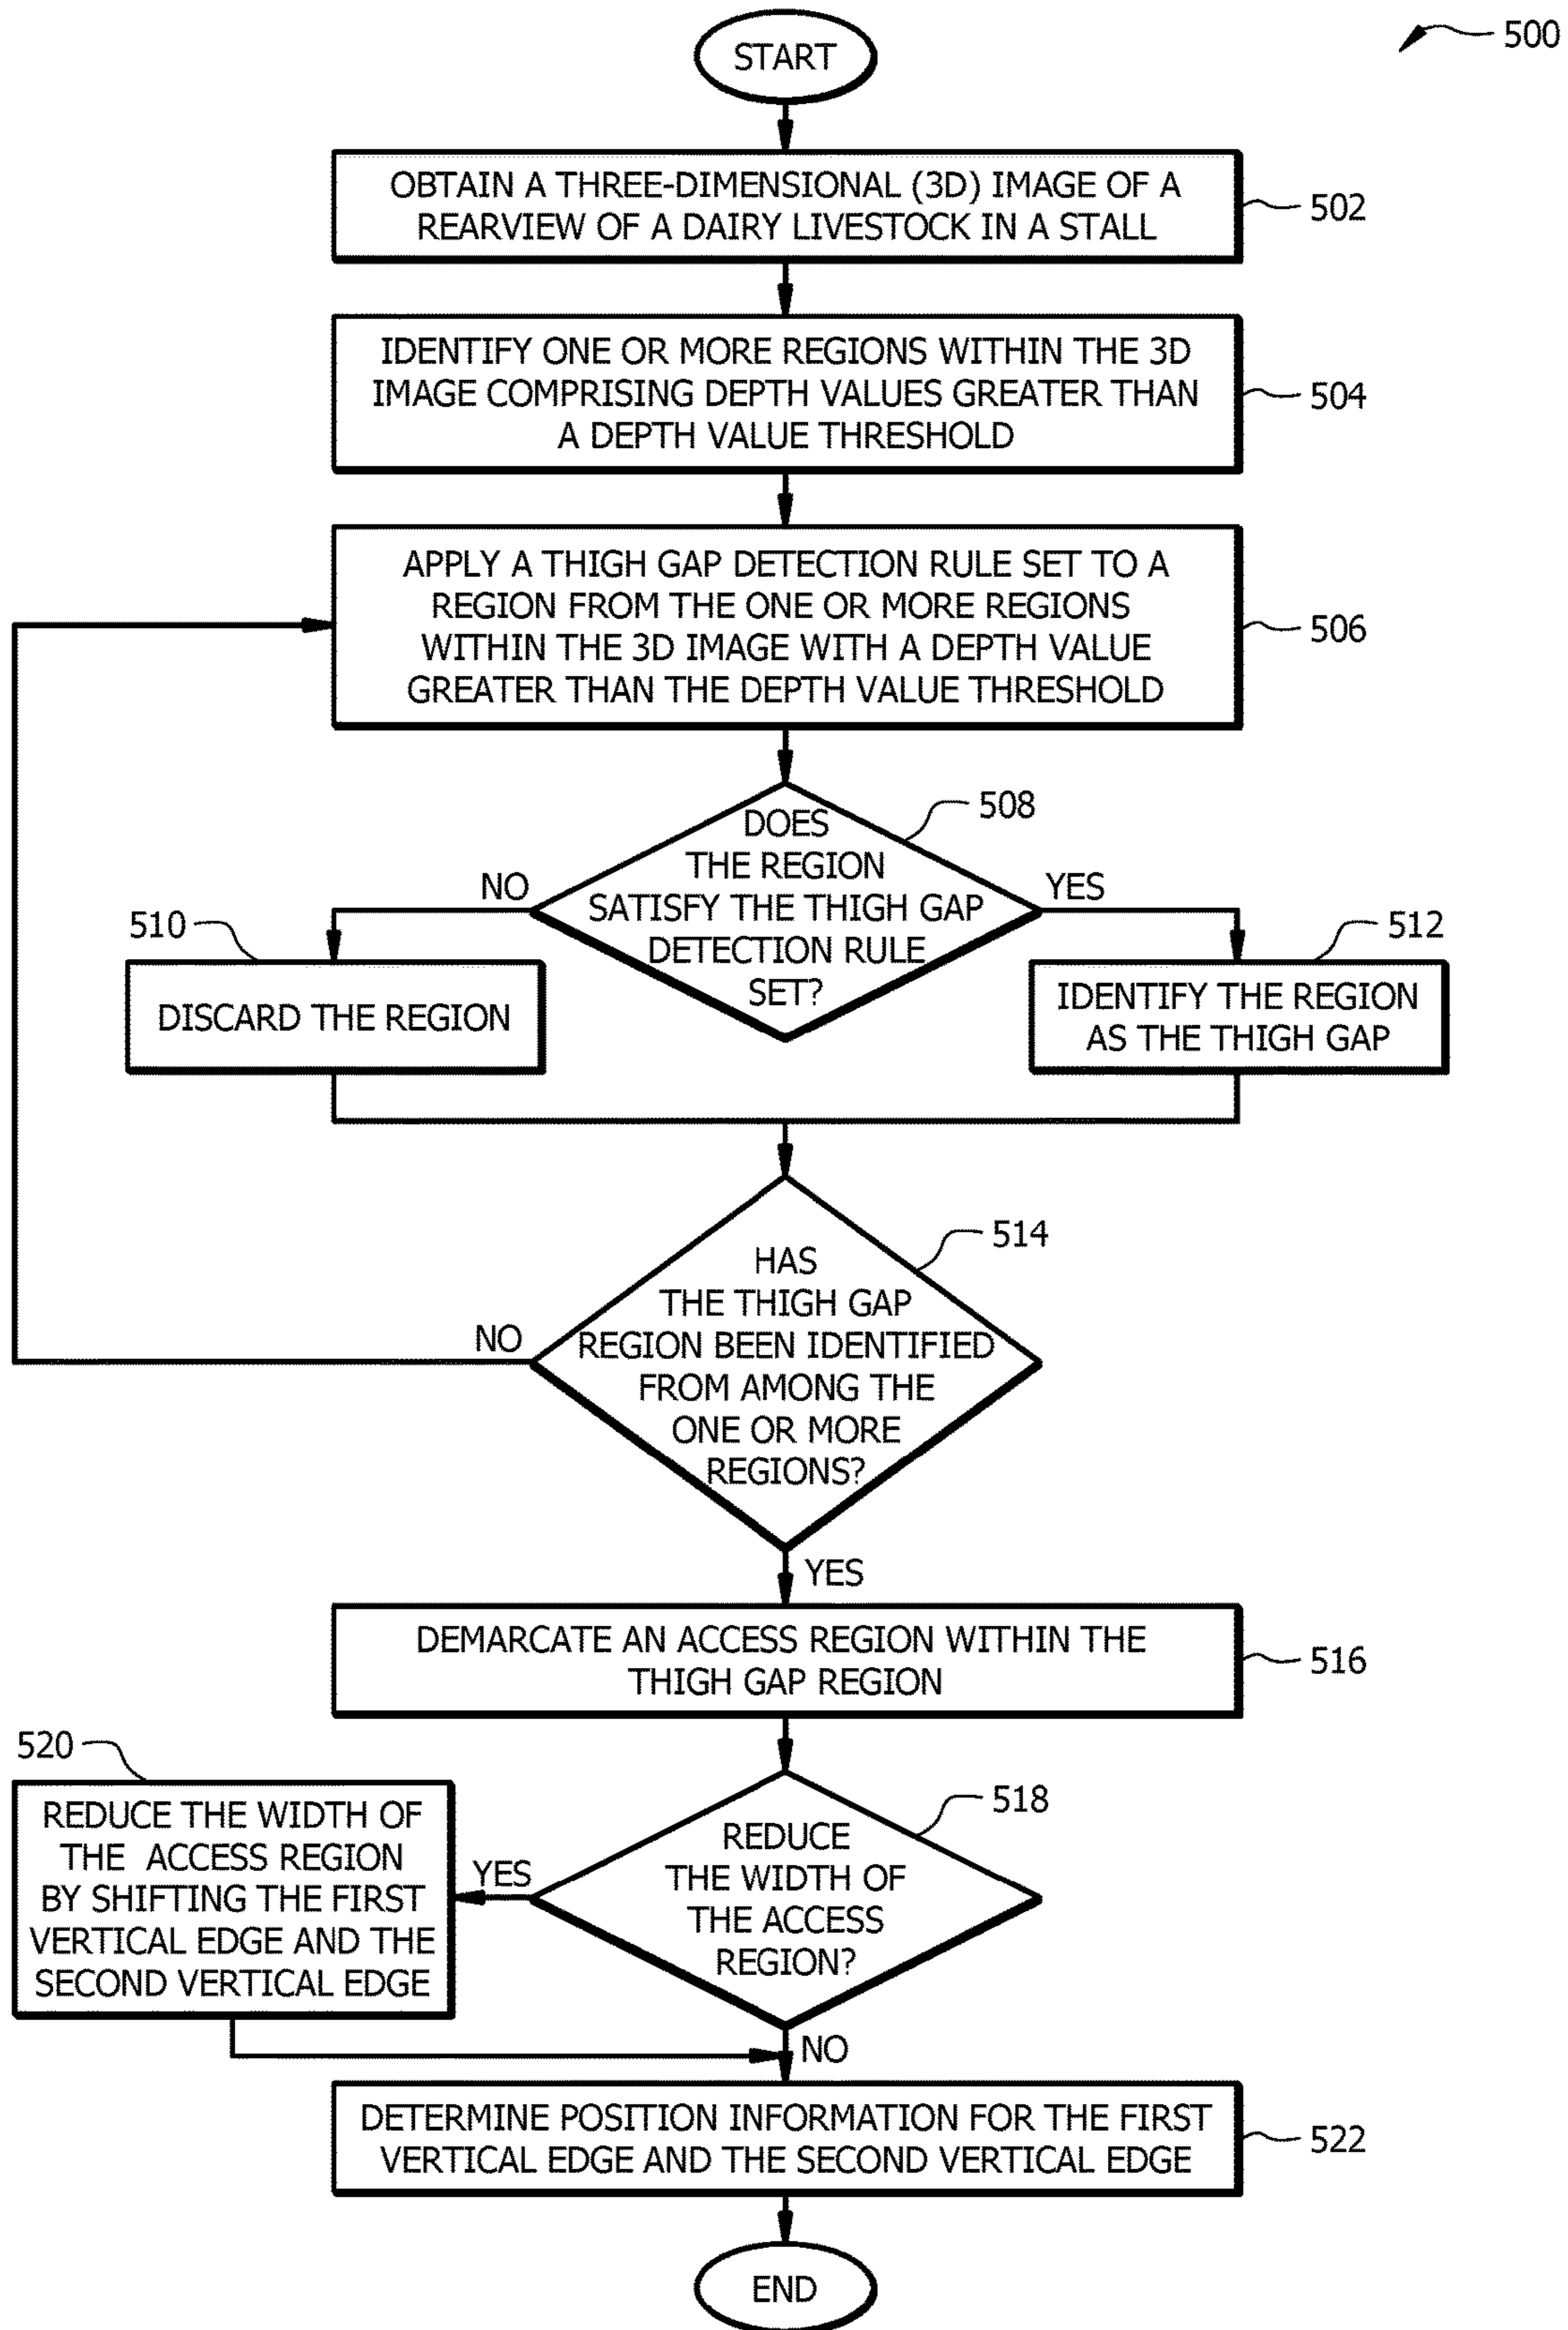 START
500
OBTAIN A THREE-DIMENSIONAL (3D) IMAGE OF A
REARVIEW OF A DAIRY LIVESTOCK IN A STALL
502
IDENTIFY ONE OR MORE REGIONS WITHIN THE 3D
IMAGE COMPRISING DEPTH VALUES GREATER THAN
A DEPTH VALUE THRESHOLD
504
APPLY A THIGH GAP DETECTION RULE SET TO A
REGION FROM THE ONE OR MORE REGIONS
WITHIN THE 3D IMAGE WITH A DEPTH VALUE
GREATER THAN THE DEPTH VALUE THRESHOLD
506
DOES
THE REGION
SATISFY THE THIGH GAP
DETECTION RULE
SET?
508
NO
YES
510
DISCARD THE REGION
512
IDENTIFY THE REGION
AS THE THIGH GAP
HAS
THE THIGH GAP
REGION BEEN IDENTIFIED
FROM AMONG THE
ONE OR MORE
REGIONS?
514
NO
YES
DEMARCATE AN ACCESS REGION WITHIN THE
THIGH GAP REGION
516
REDUCE
THE WIDTH OF
THE ACCESS
REGION?
518
YES
520
REDUCE THE WIDTH OF
THE ACCESS REGION
BY SHIFTING THE FIRST
VERTICAL EDGE AND THE
SECOND VERTICAL EDGE
NO
DETERMINE POSITION INFORMATION FOR THE FIRST
VERTICAL EDGE AND THE SECOND VERTICAL EDGE
522
END